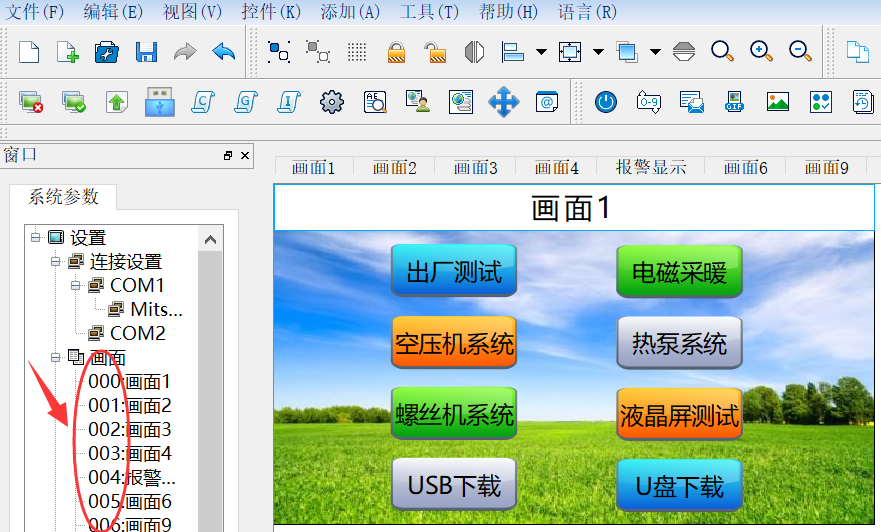 文件(F) 编辑(E) 视图(V) 控件(K) 添加(A) 工具(T) 帮助(H) 语言(R)
窗口
系统参数
设置
连接设置
COM1
Mits...
COM2
画面
000:画面1
001:画面2
002:画面3
003:画面4
004:报警...
005:画面6
006:画面9
画面1 画面2 画面3 画面4 报警显示 画面6 画面9
画面1
出厂测试 电磁采暖
空压机系统 热泵系统
螺丝机系统 液晶屏测试
USB下载 U盘下载